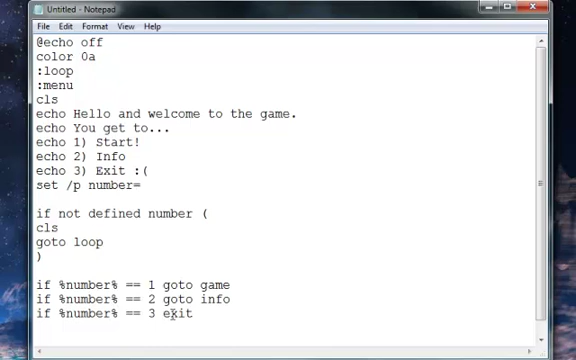 Untitled - Notepad
File Edit Format View Help
@echo off
color 0a
:loop
:menu
cls
echo Hello and welcome to the game.
echo You get to...
echo 1) Start!
echo 2) Info
echo 3) Exit :(
set /p number=
if not defined number (
cls
goto loop
)
if %number% == 1 goto game
if %number% == 2 goto info
if %number% == 3 exit